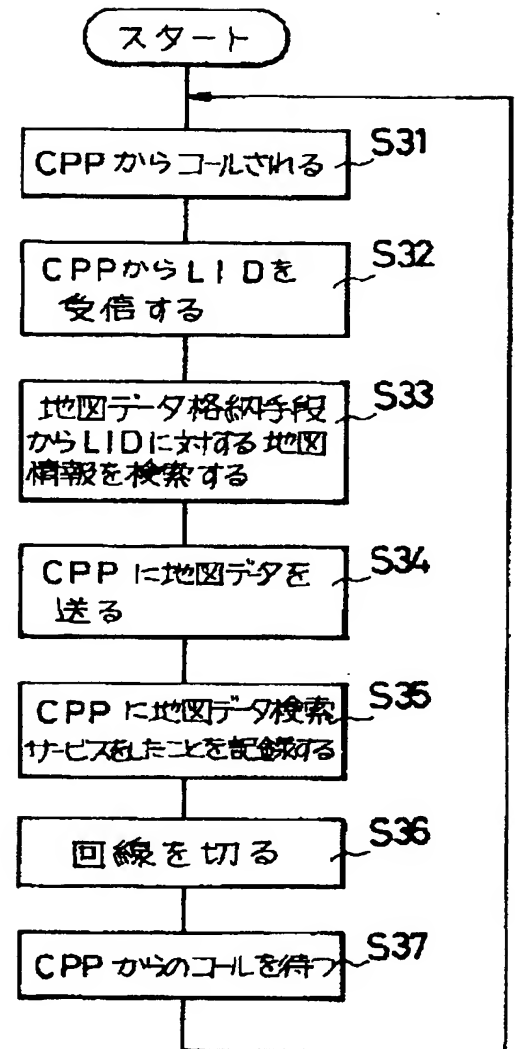 スタート
CPPからコールされる
S31
CPPからLIDを
受信する
S32
地図データ格納手段
からLIDに対する地図
情報を検索する
S33
CPPに地図データを
送る
S34
CPPに地図データ検索
サービスをしたことを記録する
S35
回線を切る
S36
CPPからのコールを待つ
S37